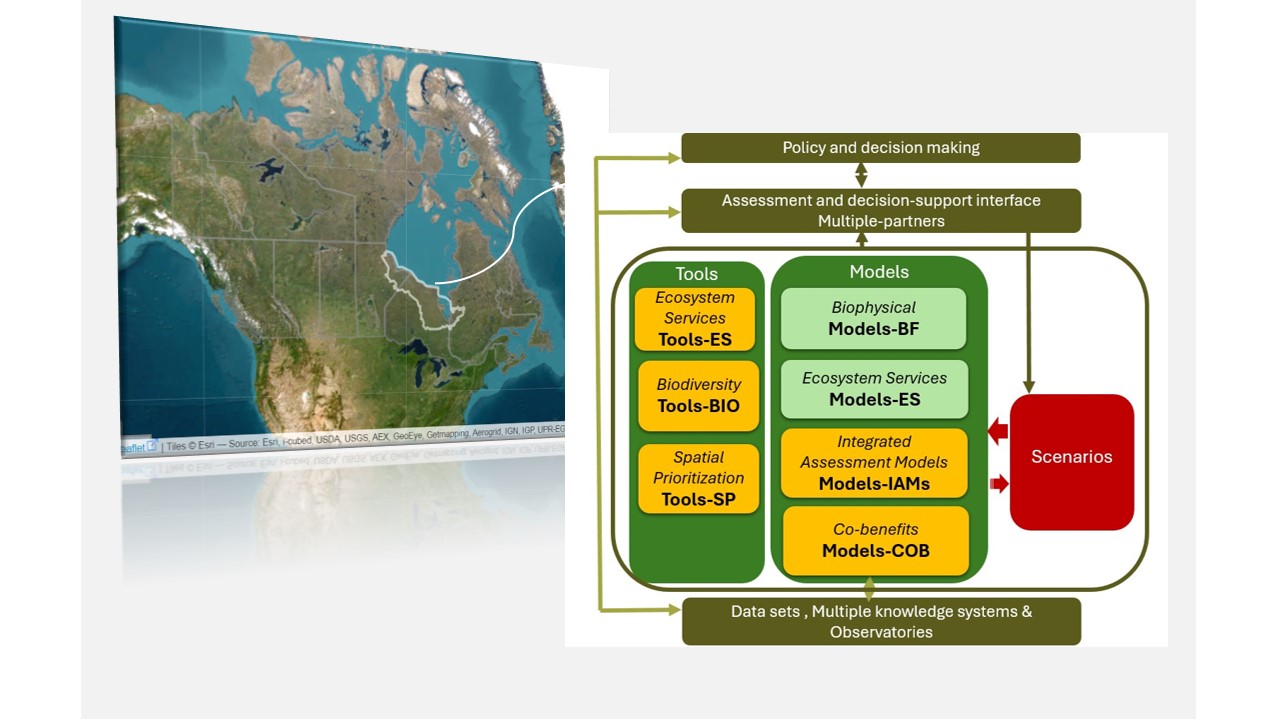 Policy and decision making
Assessment and decision-support interface
Multiple-partners
Tools
Ecosystem
Services
Tools-ES
Biodiversity
Tools-BIO
Spatial
Prioritization
Tools-SP
Models
Biophysical
Models-BF
Ecosystem Services
Models-ES
Integrated
Assessment Models
Models-IAMs
Co-benefits
Models-COB
Scenarios
Data sets , Multiple knowledge systems &
Observatories
eaflet | Tiles © Esri — Source: Esri, i-cubed, USDA, USGS, AEX, GeoEye, Getmapping, Aerogrid, IGN, IGP, UPR-EG